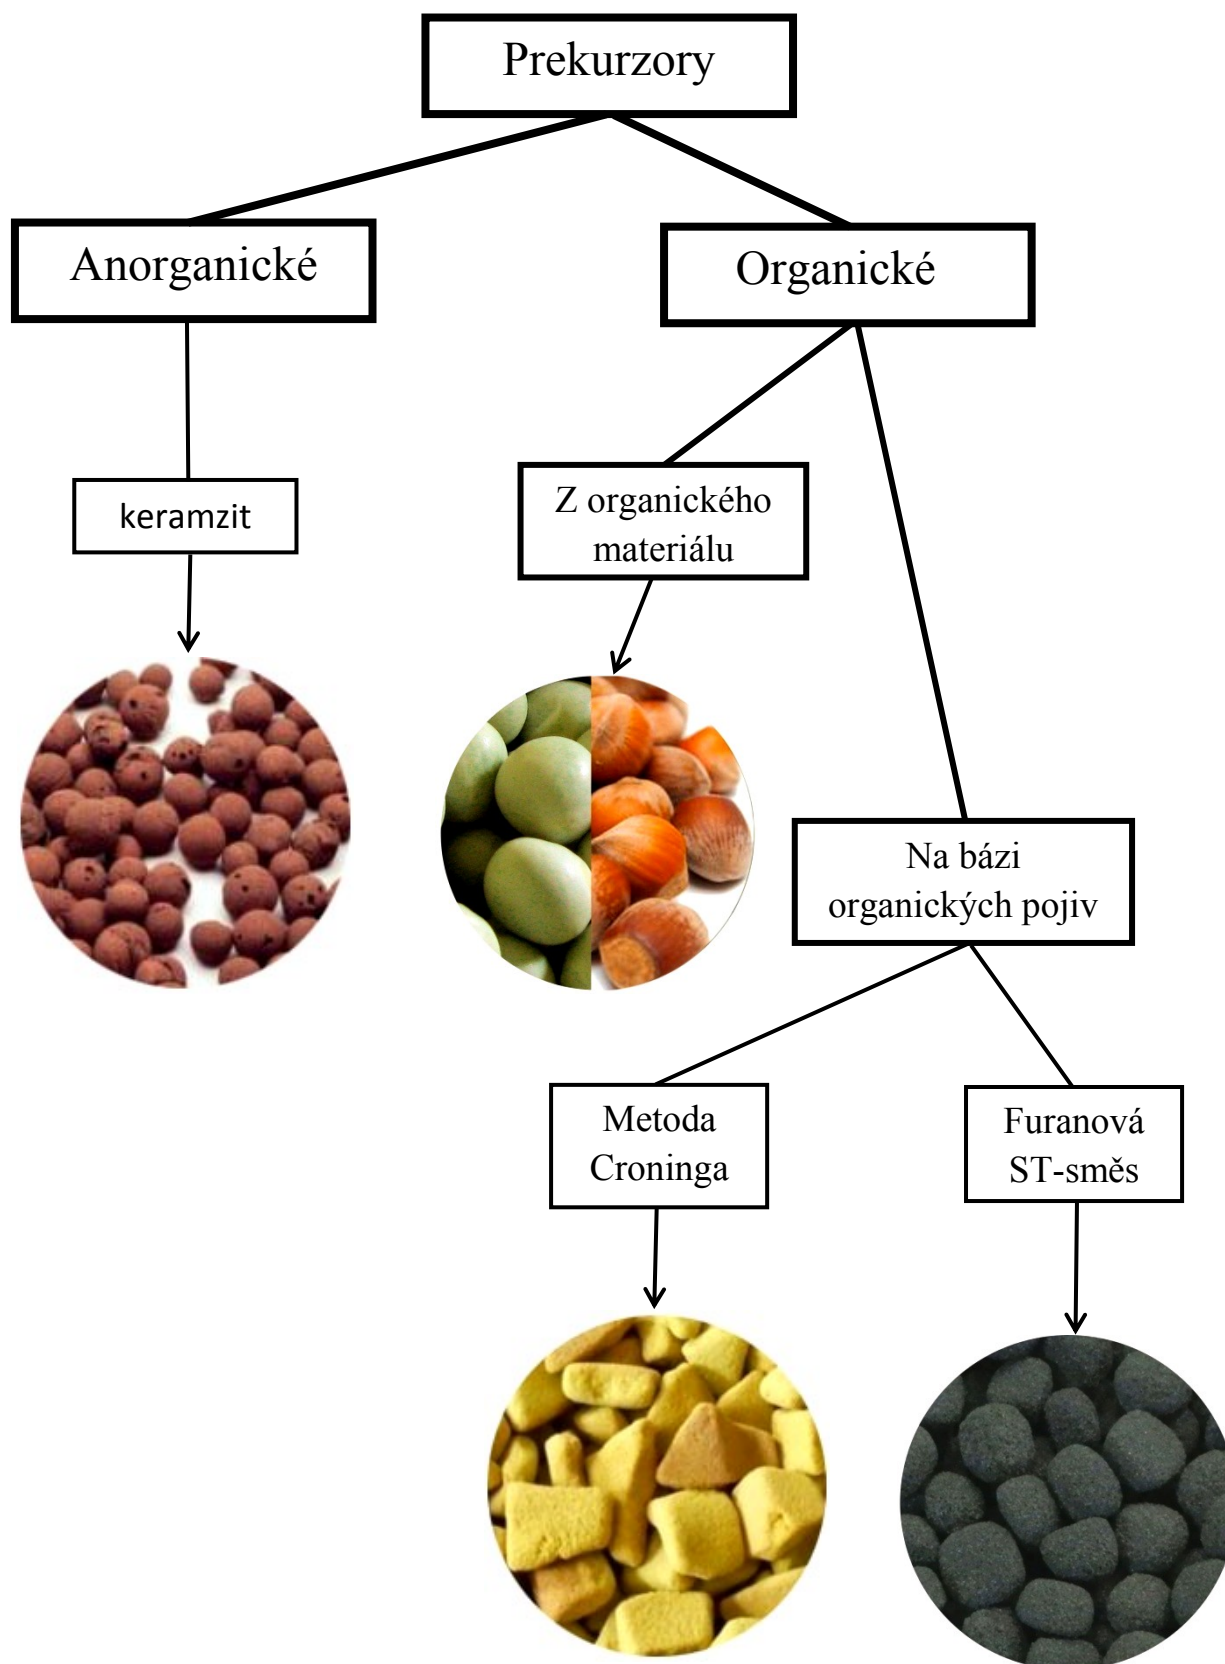 Prekurzory
Anorganické
Organické
keramzit
Z organického
materiálu
Na bázi
organických pojiv
Metoda
Croninga
Furanová
ST-směs